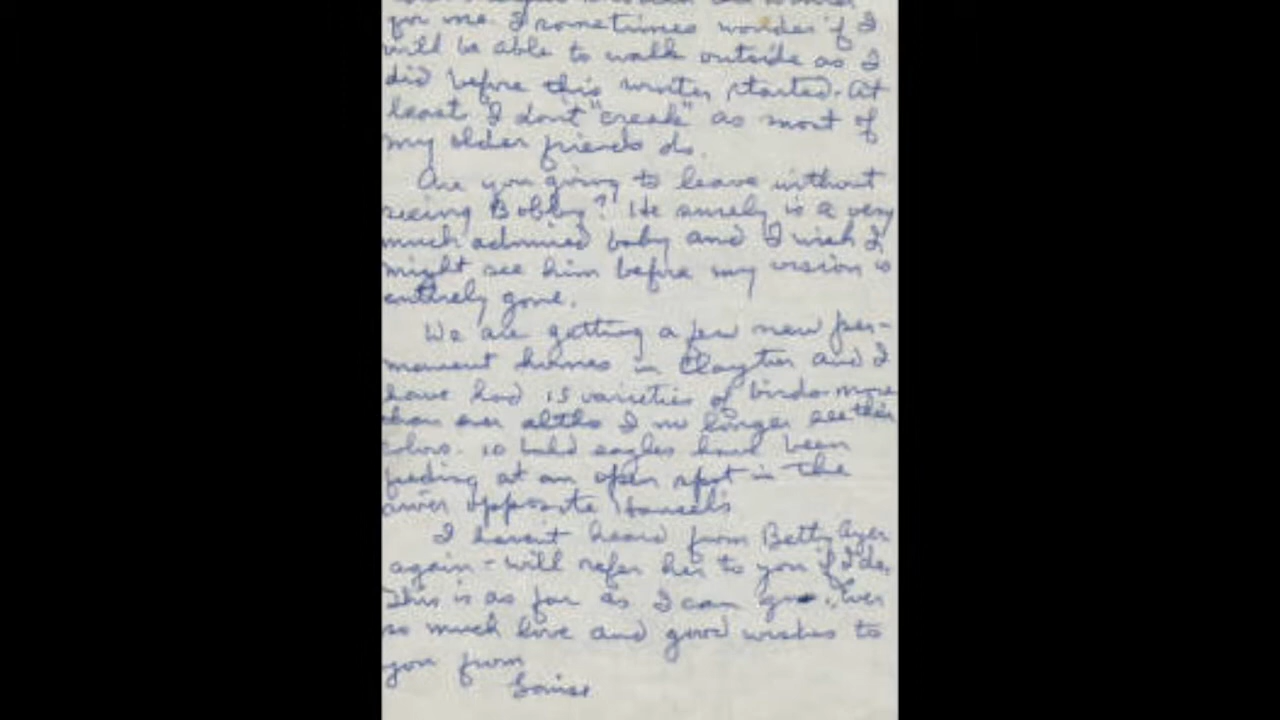 for me. I sometimes wonder if I
will be able to walk outside as I
did before this winter started. At
least I don't "creak" as most of
my older friends do.
Are you going to leave without
seeing Bobby? He surely is a very
much admired baby and I wish I
might see him before my vision is
entirely gone.
We are getting a few new per-
manent homes in Clayton and I
have had 15 varieties of birds more
than ever altho I no longer see their
colors. 10 bald eagles have been
feeding at an open spot in the
river opposite
I haven't heard from Betty Ayer
again - will refer her to you if I do.
This is as far as I can go. Ever
so much love and good wishes to
you from
Louise